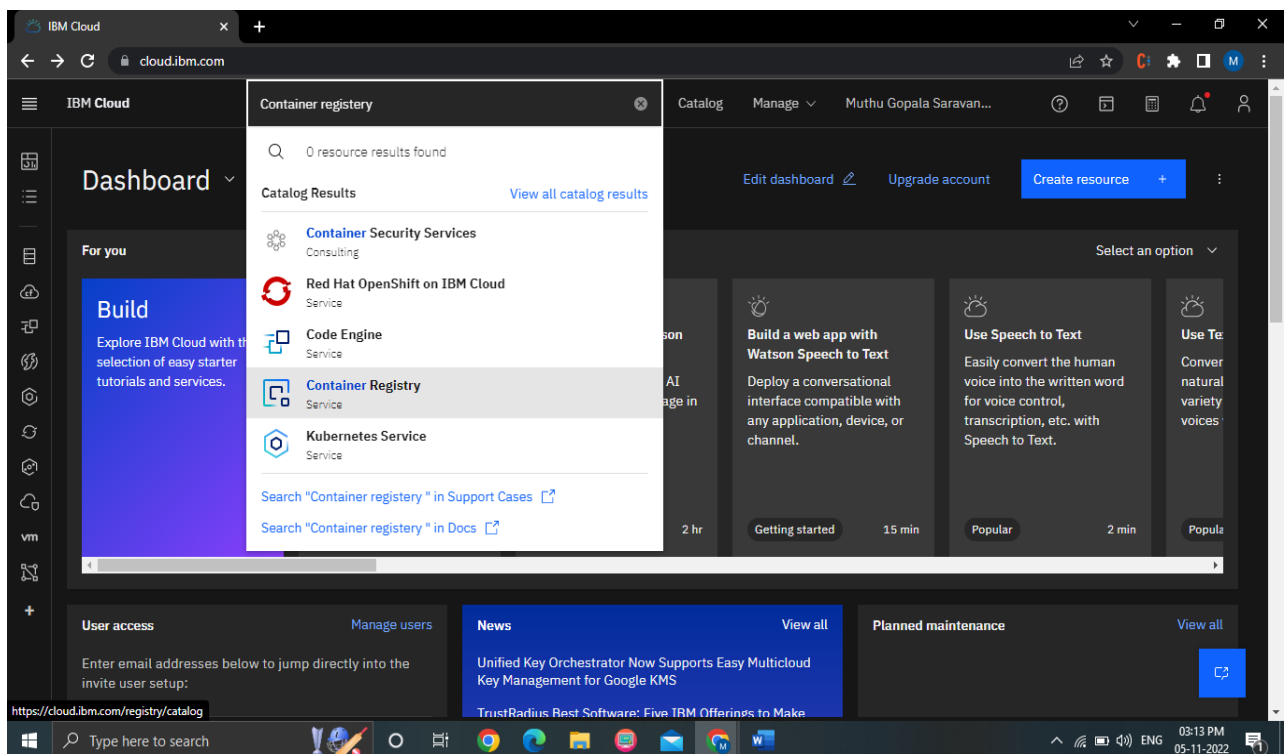 IBM Cloud
cloud.ibm.com
M
IBM Cloud
Container registery
Catalog
Manage
Muthu Gopala Saravan...
0 resource results found
Catalog Results
View all catalog results
Container Security Services
Consulting
Red Hat OpenShift on IBM Cloud
Service
Code Engine
Service
Container Registry
Service
Kubernetes Service
Service
Search "Container registery " in Support Cases
Search "Container registery " in Docs
Dashboard
Edit dashboard
Upgrade account
Create resource +
For you
Select an option
Build
Explore IBM Cloud with th
selection of easy starter
tutorials and services.
son
AI
age in
2 hr
Build a web app with
Watson Speech to Text
Deploy a conversational
interface compatible with
any application, device, or
channel.
Getting started
15 min
Use Speech to Text
Easily convert the human
voice into the written word
for voice control,
transcription, etc. with
Speech to Text.
Popular
2 min
Use Te
Conver
natural
variety
voices
Popula
vm
User access
Manage users
Enter email addresses below to jump directly into the
invite user setup:
News
View all
Unified Key Orchestrator Now Supports Easy Multicloud
Key Management for Google KMS
TrustRadius Best Software: Five IBM Offerings to Make
Planned maintenance
View all
https://cloud.ibm.com/registry/catalog
Type here to search
ENG
03:13 PM
05-11-2022